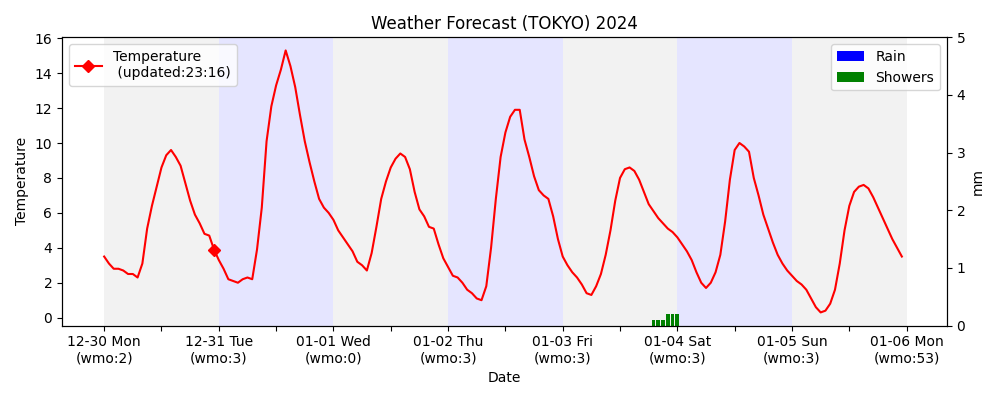 Weather Forecast (TOKYO) 2024
Temperature
(updated:23:16)
Rain
Showers
16
14
12
10
8
6
4
2
0
Temperature
5
4
3
2
1
0
mm
12-30 Mon
(wmo:2)
12-31 Tue
(wmo:3)
01-01 Wed
(wmo:0)
01-02 Thu
(wmo:3)
01-03 Fri
(wmo:3)
01-04 Sat
(wmo:3)
01-05 Sun
(wmo:3)
01-06 Mon
(wmo:53)
Date